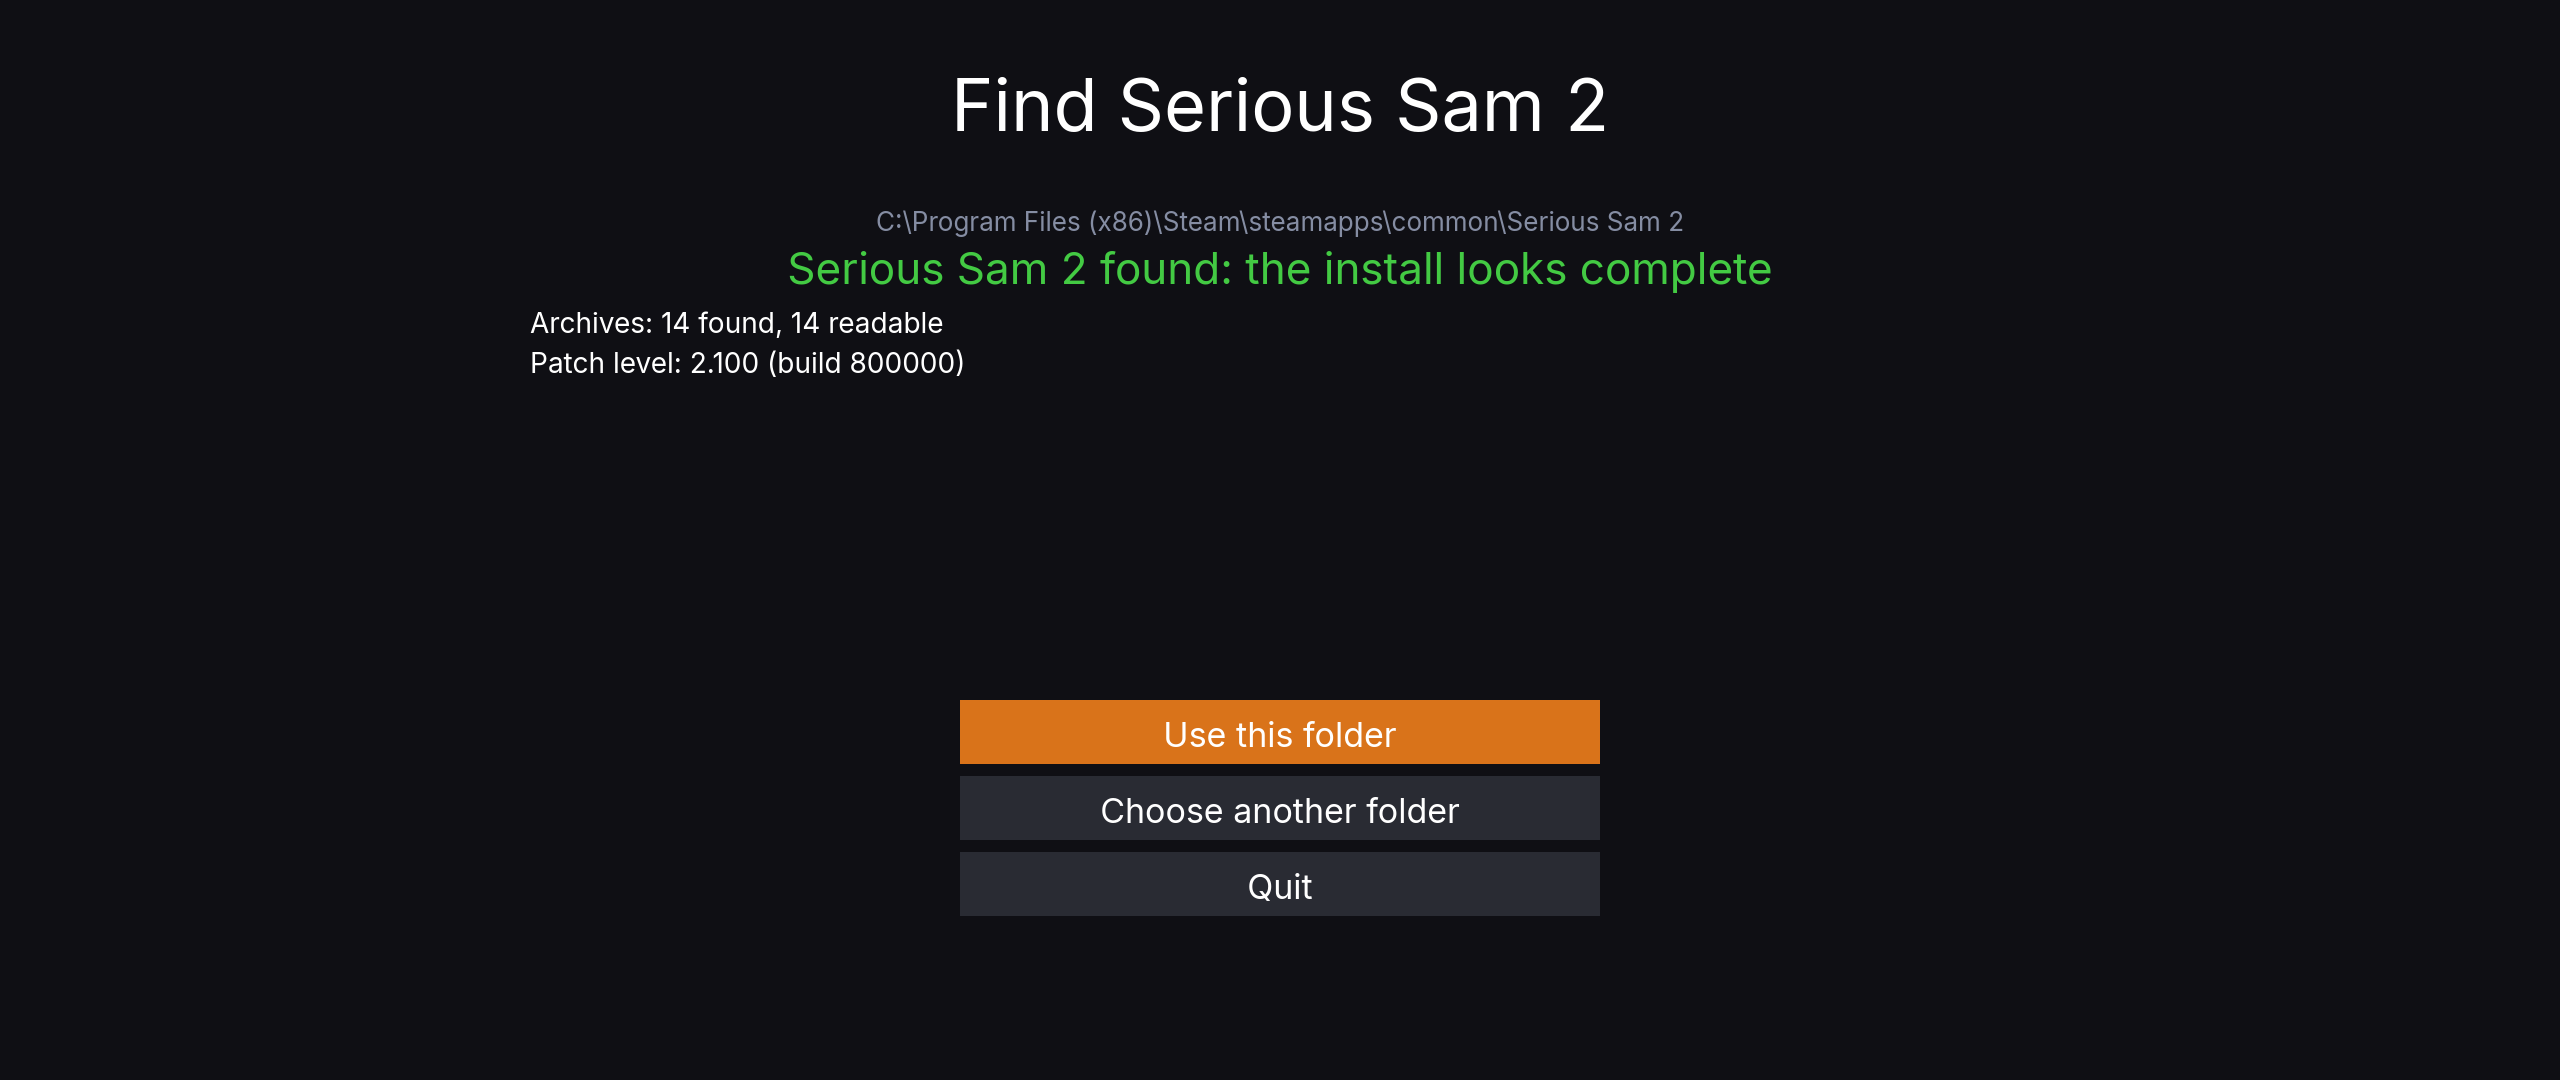 Find Serious Sam 2
C:\Program Files (x86)\Steam\steamapps\common\Serious Sam 2
Serious Sam 2 found: the install looks complete
Archives: 14 found, 14 readable
Patch level: 2.100 (build 800000)
Use this folder
Choose another folder
Quit